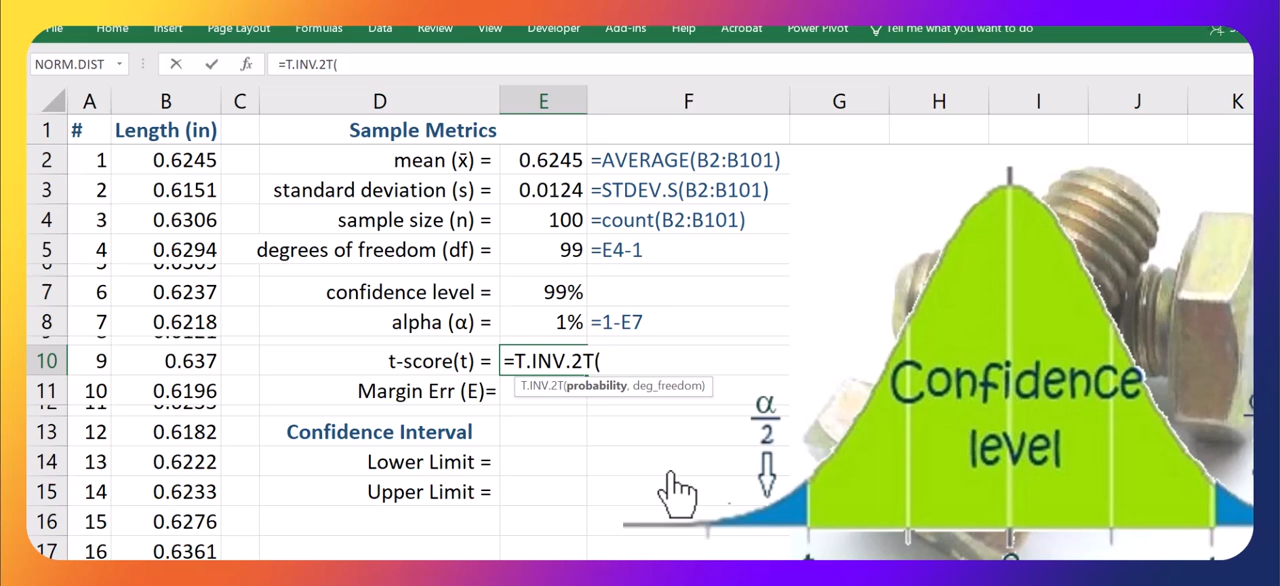 File Home Insert Page Layout Formulas Data Review View Developer Add-ins Help Acrobat Power Pivot Tell me what you want to do
NORM.DIST fx =T.INV.2T(
A B C D E F G H I J K
1 # Length (in) Sample Metrics
2 1 0.6245 mean (x̄) = 0.6245 =AVERAGE(B2:B101)
3 2 0.6151 standard deviation (s) = 0.0124 =STDEV.S(B2:B101)
4 3 0.6306 sample size (n) = 100 =count(B2:B101)
5 4 0.6294 degrees of freedom (df) = 99 =E4-1
7 6 0.6237 confidence level = 99%
8 7 0.6218 alpha (α) = 1% =1-E7
10 9 0.637 t-score(t) = =T.INV.2T(
T.INV.2T(probability, deg_freedom)
11 10 0.6196 Margin Err (E)=
13 12 0.6182 Confidence Interval
14 13 0.6222 Lower Limit =
15 14 0.6233 Upper Limit =
16 15 0.6276
17 16 0.6361
Confidence
level
α
2